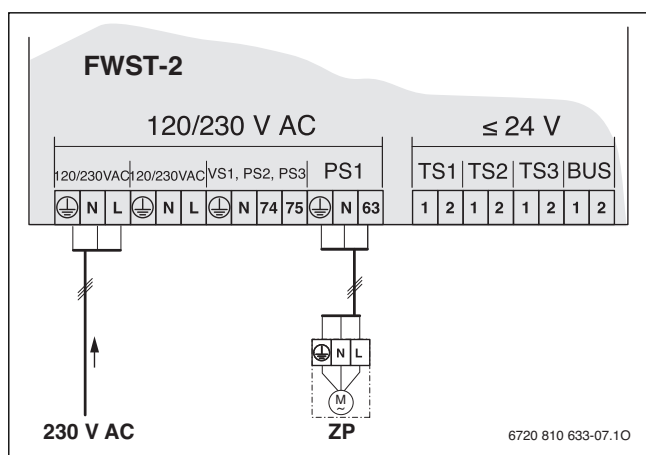 FWST-2
120/230 V AC
≤ 24 V
120/230VAC 120/230VAC VS1, PS2, PS3 PS1 TS1 TS2 TS3 BUS
N L N L N 74 75 N 63 1 2 1 2 1 2 1 2
N L
M
~
230 V AC
ZP
6720 810 633-07.1O